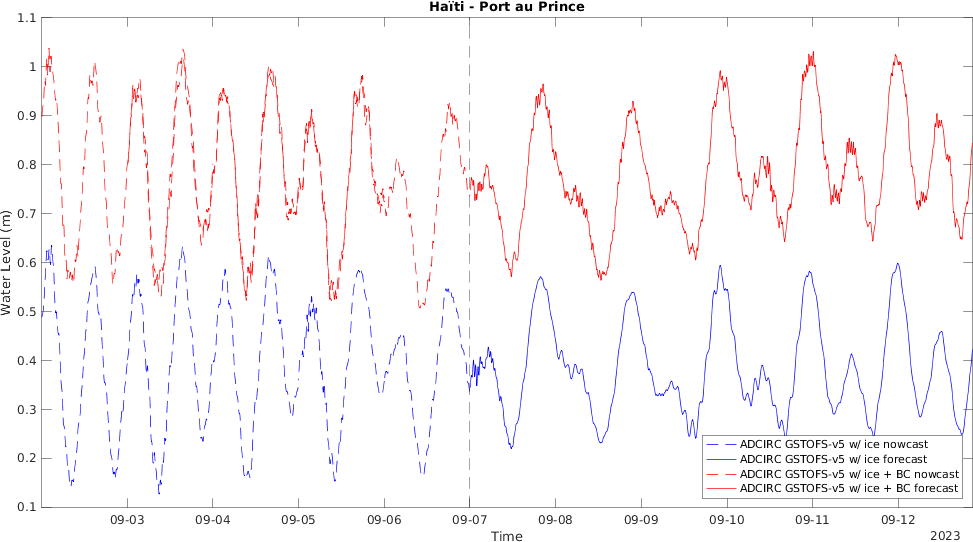 Haïti - Port au Prince
Water Level (m)
1.1
1
0.9
0.8
0.7
0.6
0.5
0.4
0.3
0.2
0.1
09-03 09-04 09-05 09-06 09-07 09-08 09-09 09-10 09-11 09-12
Time
2023
ADCIRC GSTOFS-v5 w/ ice nowcast
ADCIRC GSTOFS-v5 w/ ice forecast
ADCIRC GSTOFS-v5 w/ ice + BC nowcast
ADCIRC GSTOFS-v5 w/ ice + BC forecast